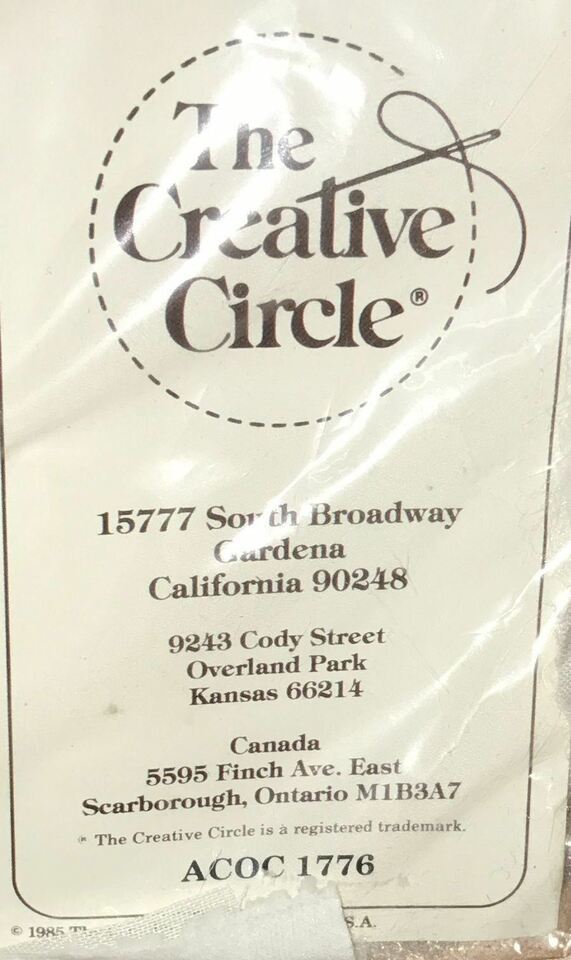 The
Creative
Circle®
15777 South Broadway
Gardena
California 90248
9243 Cody Street
Overland Park
Kansas 66214
Canada
5595 Finch Ave. East
Scarborough, Ontario M1B3A7
® The Creative Circle is a registered trademark.
ACOC 1776
© 1985 S.A.